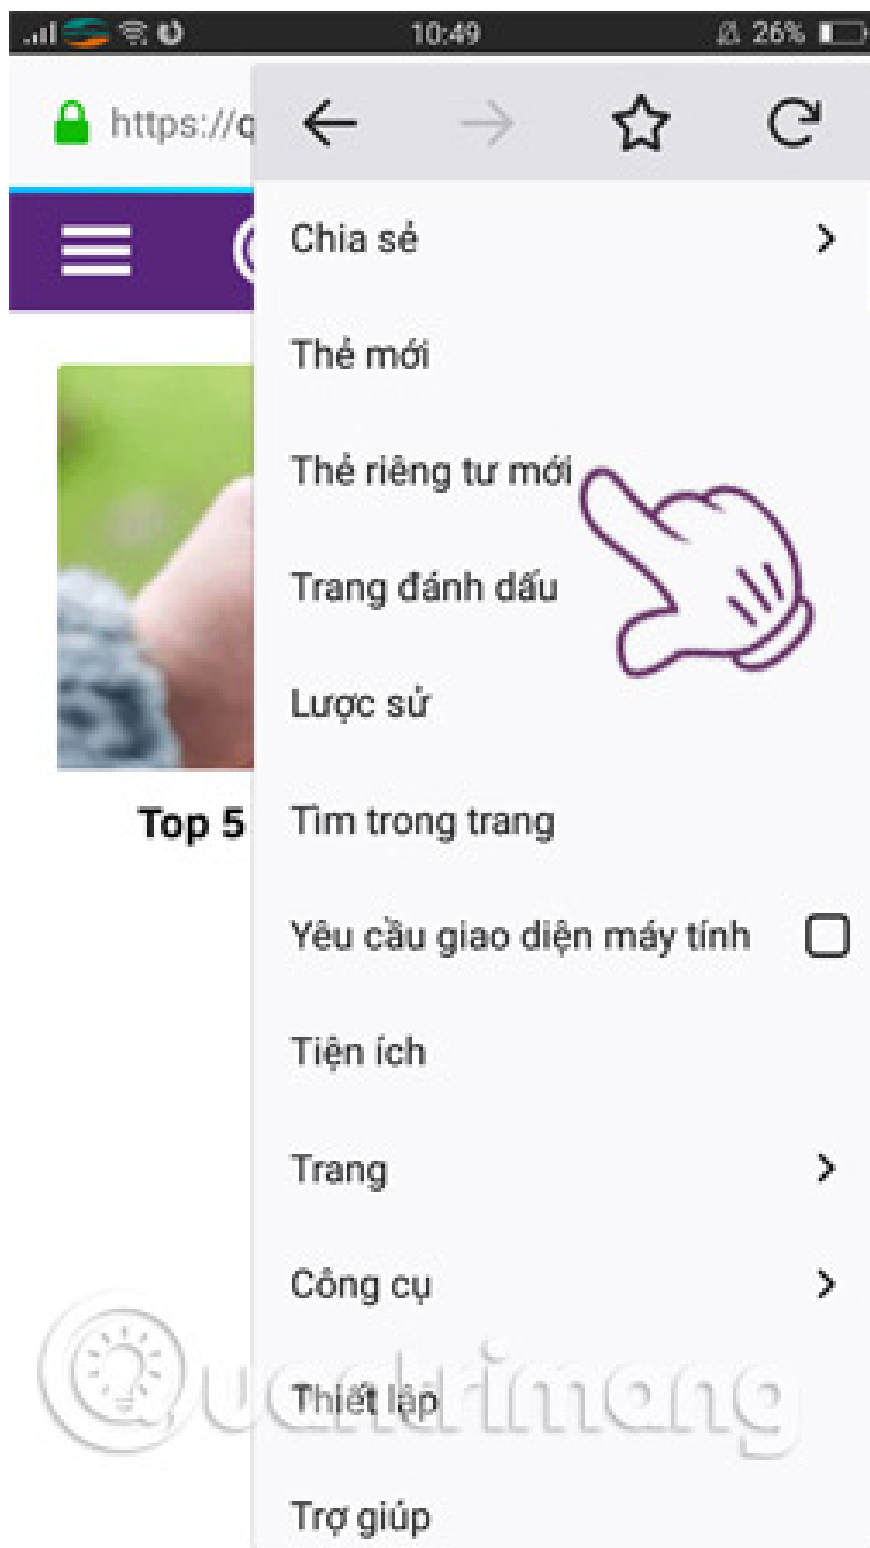 10:49
26%
https://q
Chia sẻ
Thẻ mới
Thẻ riêng tư mới
Trang đánh dấu
Lược sử
Top 5
Tìm trong trang
Yêu cầu giao diện máy tính
Tiện ích
Trang
Công cụ
Quantrimang
Thiết lập
Trợ giúp